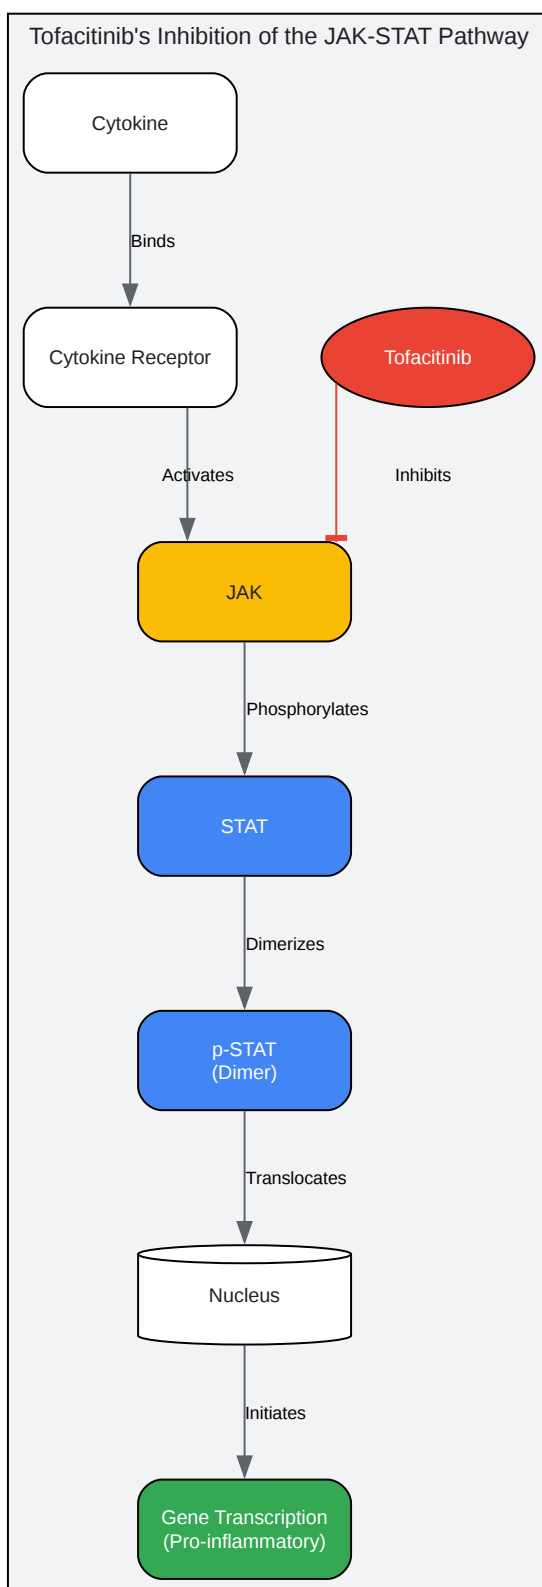 Tofacitinib's Inhibition of the JAK-STAT Pathway
Cytokine
Binds
Cytokine Receptor
Tofacitinib
Activates
Inhibits
JAK
Phosphorylates
STAT
Dimerizes
p-STAT
(Dimer)
Translocates
Nucleus
Initiates
Gene Transcription
(Pro-inflammatory)